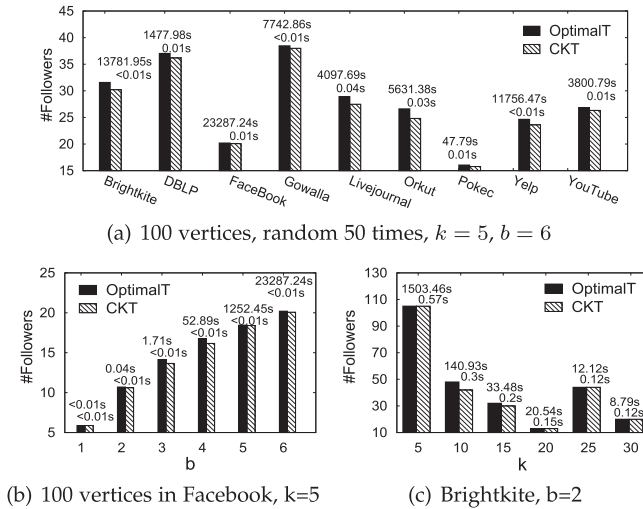 45
40
35
30
25
20
15
#Followers
OptimalT
CKT
13781.95s
<0.01s
1477.98s
0.01s
23287.24s
0.01s
7742.86s
<0.01s
4097.69s
0.04s
5631.38s
0.03s
47.79s
0.01s
11756.47s
<0.01s
3800.79s
0.01s
Brightkite
DBLP
FaceBook
Gowalla
Livejournal
Orkut
Pokec
Yelp
YouTube
(a) 100 vertices, random 50 times, k = 5, b = 6
25
20
15
10
5
#Followers
OptimalT
CKT
<0.01s
<0.01s
0.04s
<0.01s
1.71s
<0.01s
52.89s
<0.01s
1252.45s
<0.01s
23287.24s
<0.01s
1 2 3 4 5 6
b
(b) 100 vertices in Facebook, k=5
130
110
90
70
50
30
10
#Followers
OptimalT
CKT
1503.46s
0.57s
140.93s
0.3s
33.48s
0.2s
20.54s
0.15s
12.12s
0.12s
8.79s
0.12s
5 10 15 20 25 30
k
(c) Brightkite, b=2